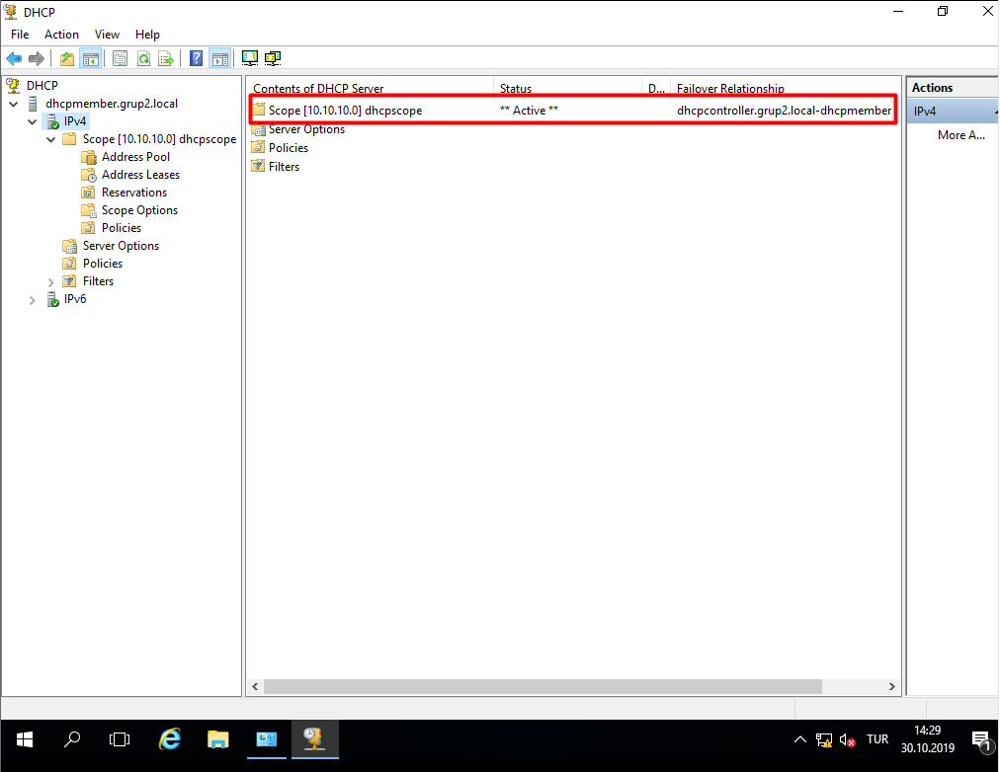 DHCP
File Action View Help
DHCP
dhcpmember.grup2.local
IPv4
Scope [10.10.10.0] dhcpscope
Address Pool
Address Leases
Reservations
Scope Options
Policies
Server Options
Policies
Filters
IPv6
Contents of DHCP Server Status D... Failover Relationship
Scope [10.10.10.0] dhcpscope ** Active ** dhcpcontroller.grup2.local-dhcpmember
Server Options
Policies
Filters
Actions
IPv4
More A...
TUR
14:29
30.10.2019
1